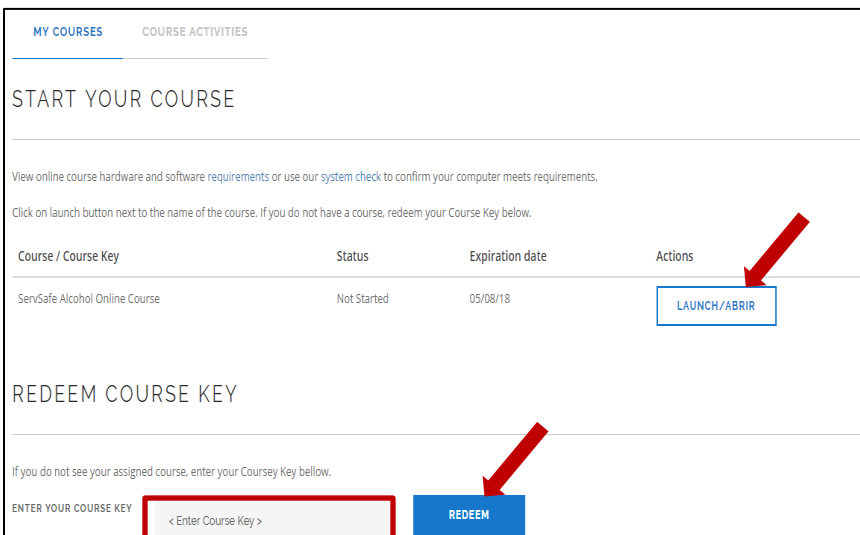 MY COURSES COURSE ACTIVITIES
START YOUR COURSE
View online course hardware and software requirements or use our system check to confirm your computer meets requirements.
Click on launch button next to the name of the course. If you do not have a course, redeem your Course Key below.
Course / Course Key Status Expiration date Actions
ServSafe Alcohol Online Course Not Started 05/08/18 LAUNCH/ABRIR
REDEEM COURSE KEY
If you do not see your assigned course, enter your Coursey Key bellow.
ENTER YOUR COURSE KEY < Enter Course Key > REDEEM